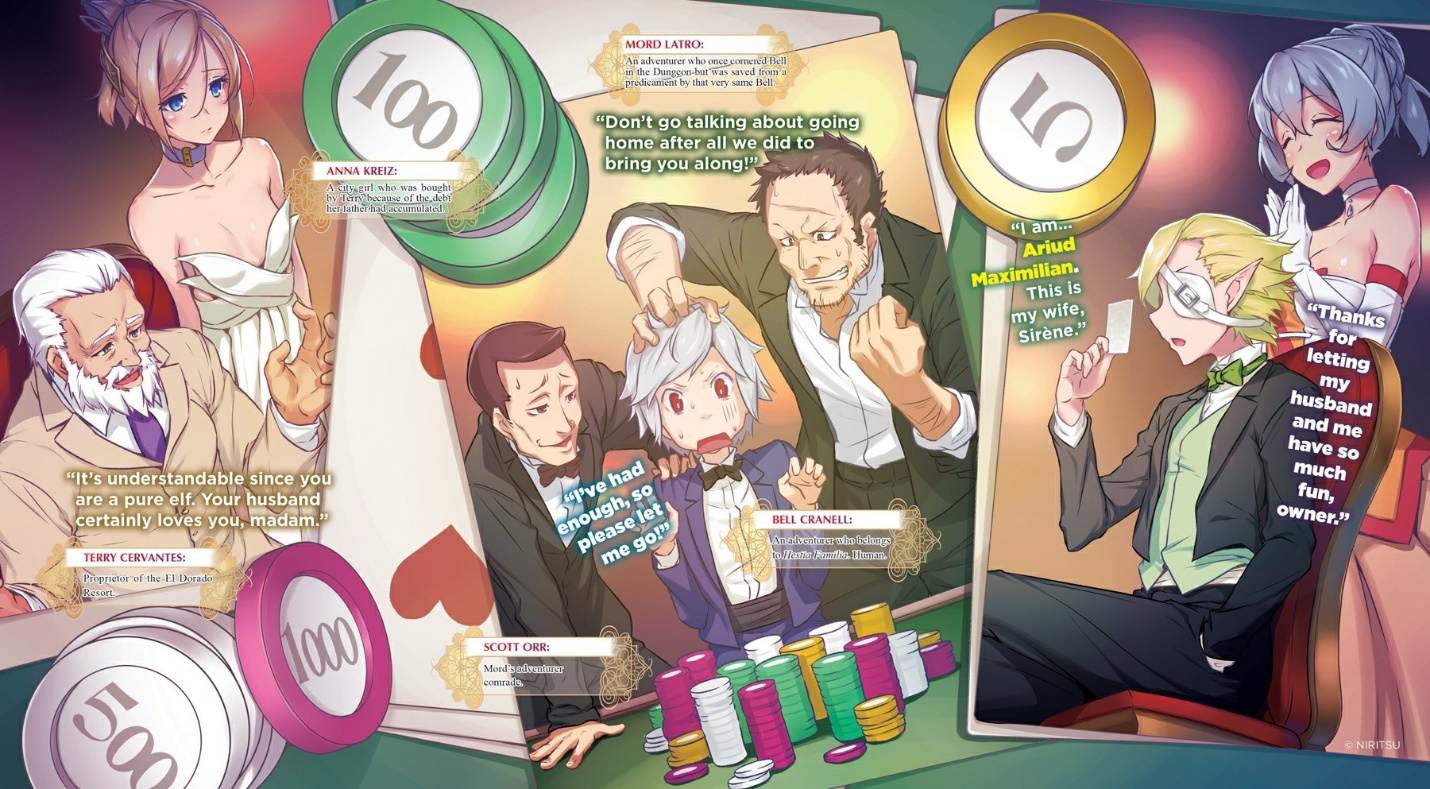 100
MORD LATRO:
An adventurer who once cornered Bell
in the Dungeon-but was saved from a
predicament by that very same Bell.
"Don't go talking about going
home after all we did to
bring you along!"
5
ANNA KREIZ:
A city girl who was bought
by Terry because of the debt
her father had accumulated.
"I am...
Ariud
Maximilian.
This is
my wife,
Sirène."
"Thanks
for
letting
my
husband
and me
have so
much
fun,
owner."
"It's understandable since you
are a pure elf. Your husband
certainly loves you, madam."
TERRY CERVANTES:
Proprietor of the El Dorado
Resort.
"I've had
enough, so
please let
me go!"
BELL CRANELL:
An adventurer who belongs
to Hestia Familia. Human.
1000
500
SCOTT ORR:
Mord's adventurer
comrade.
© NIRITSU